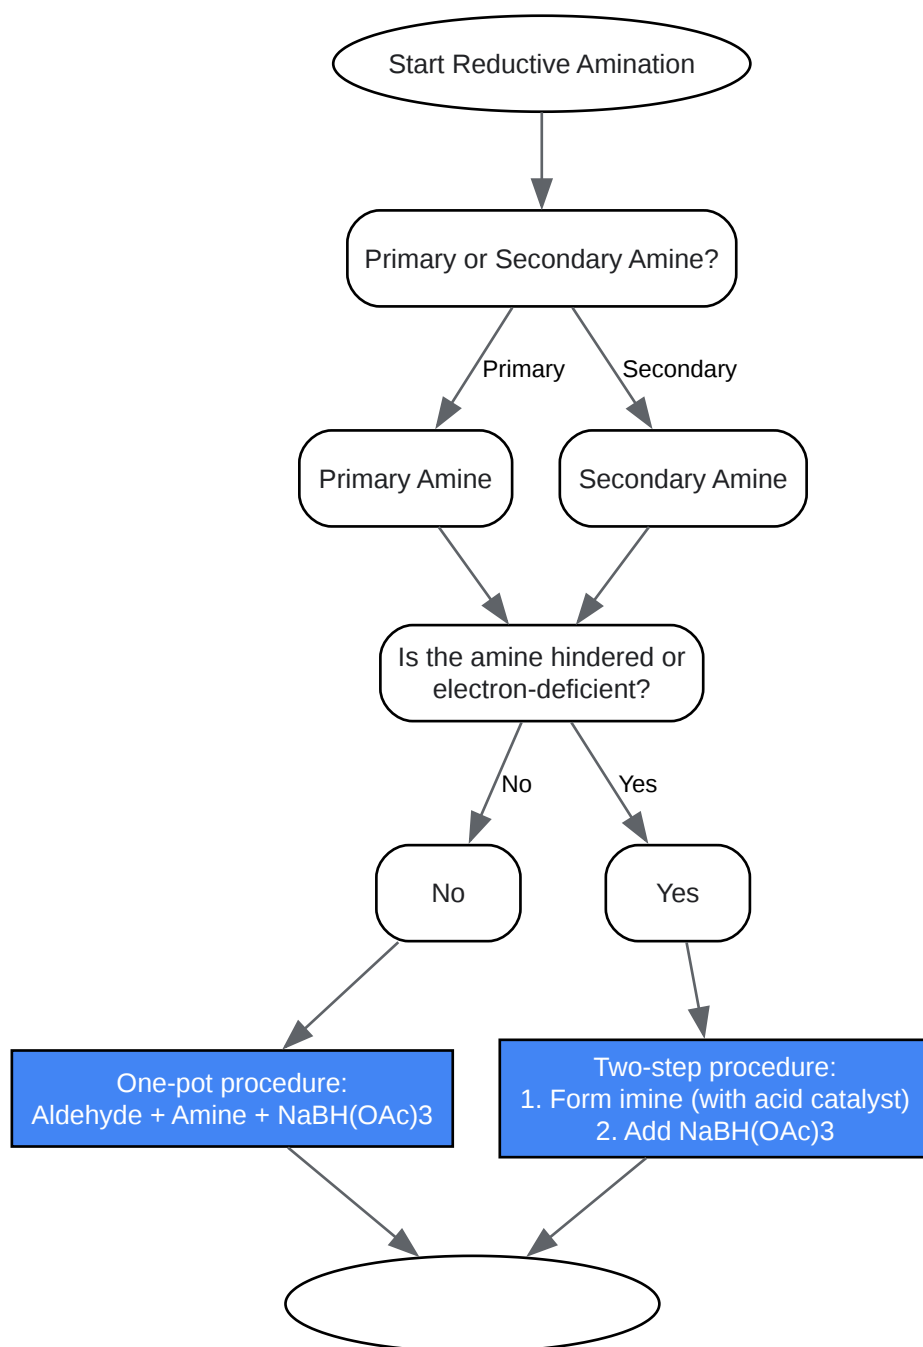 Start Reductive Amination
Primary or Secondary Amine?
Primary
Secondary
Primary Amine
Secondary Amine
Is the amine hindered or
electron-deficient?
No
Yes
No
Yes
One-pot procedure:
Aldehyde + Amine + NaBH(OAc)3
Two-step procedure:
1. Form imine (with acid catalyst)
2. Add NaBH(OAc)3